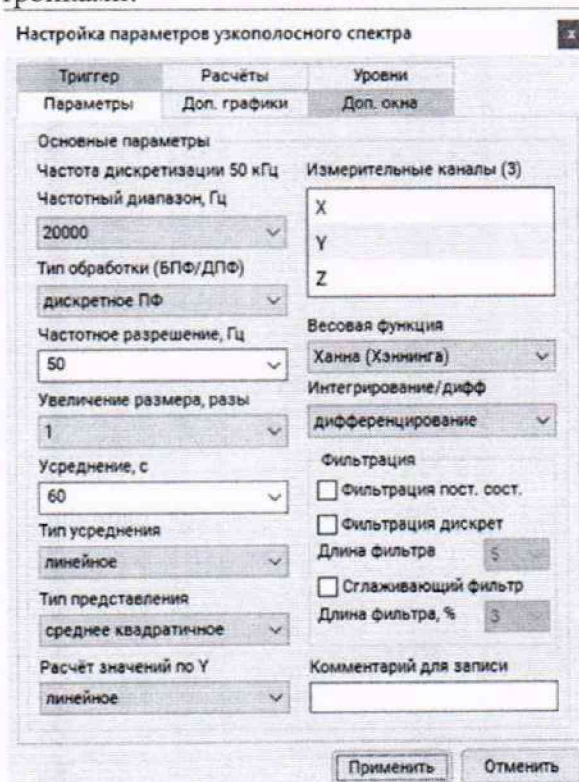 тройками.
Настройка параметров узкополосного спектра
x
Триггер Расчёты Уровни
Параметры Доп. графики Доп. окна
Основные параметры
Частота дискретизации 50 кГц
Частотный диапазон, Гц
20000
Тип обработки (БПФ/ДПФ)
дискретное ПФ
Частотное разрешение, Гц
50
Увеличение размера, разы
1
Усреднение, с
60
Тип усреднения
линейное
Тип представления
среднее квадратичное
Расчёт значений по Y
линейное
Измерительные каналы (3)
X
Y
Z
Весовая функция
Ханна (Хэннинга)
Интегрирование/дифф
дифференцирование
Фильтрация
Фильтрация пост. сост.
Фильтрация дискрет
Длина фильтра 5
Сглаживающий фильтр
Длина фильтра, % 3
Комментарий для записи
Применить Отменить